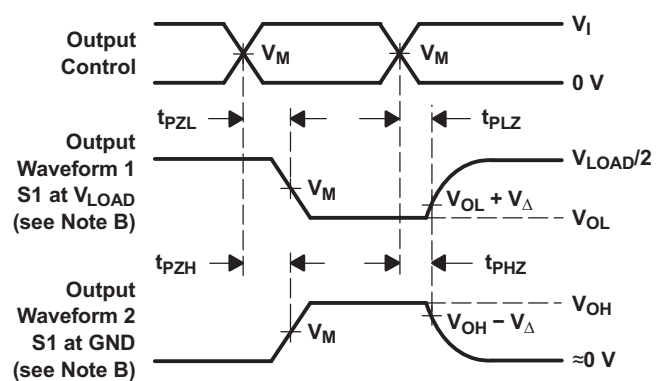 Output
Control
V_M
V_M
V_I
0 V
t_PZL
t_PLZ
Output
Waveform 1
S1 at V_LOAD
(see Note B)
V_M
V_LOAD/2
V_OL + V_Δ
V_OL
t_PZH
t_PHZ
Output
Waveform 2
S1 at GND
(see Note B)
V_M
V_OH
V_OH − V_Δ
≈0 V